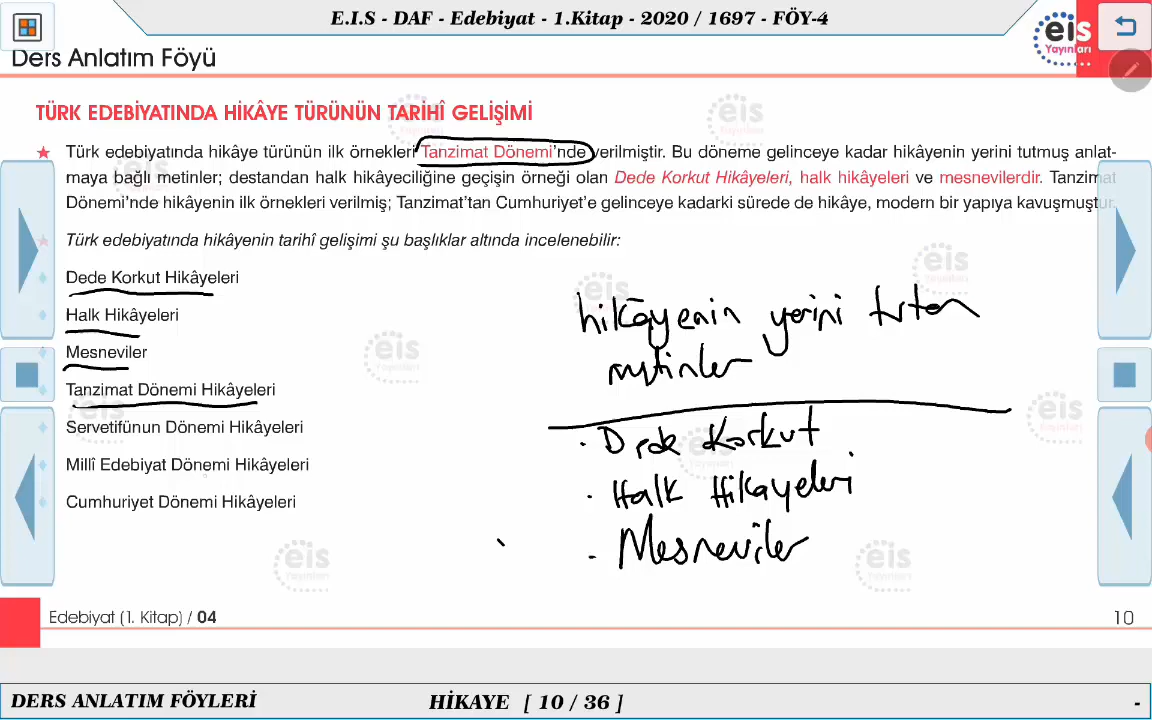 E.I.S - DAF - Edebiyat - 1.Kitap - 2020 / 1697 - FÖY-4
eis
Yayınları
Ders Anlatım Föyü
TÜRK EDEBİYATINDA HİKÂYE TÜRÜNÜN TARİHÎ GELİŞİMİ
Türk edebiyatında hikâye türünün ilk örnekleri Tanzimat Dönemi'nde verilmiştir. Bu döneme gelinceye kadar hikâyenin yerini tutmuş anlat-
maya bağlı metinler; destandan halk hikâyeciliğine geçişin örneği olan Dede Korkut Hikâyeleri, halk hikâyeleri ve mesnevilerdir. Tanzimat
Dönemi'nde hikâyenin ilk örnekleri verilmiş; Tanzimat'tan Cumhuriyet'e gelinceye kadarki sürede de hikâye, modern bir yapıya kavuşmuştur.
Türk edebiyatında hikâyenin tarihî gelişimi şu başlıklar altında incelenebilir:
Dede Korkut Hikâyeleri
Halk Hikâyeleri
Mesneviler
Tanzimat Dönemi Hikâyeleri
Servetifünun Dönemi Hikâyeleri
Millî Edebiyat Dönemi Hikâyeleri
Cumhuriyet Dönemi Hikâyeleri
hikâyenin yerini tutan
metinler
· Dede Korkut
· Halk Hikayeleri
- Mesneviler
Edebiyat (1. Kitap) / 04
10
DERS ANLATIM FÖYLERİ
HİKAYE [ 10 / 36 ]
-